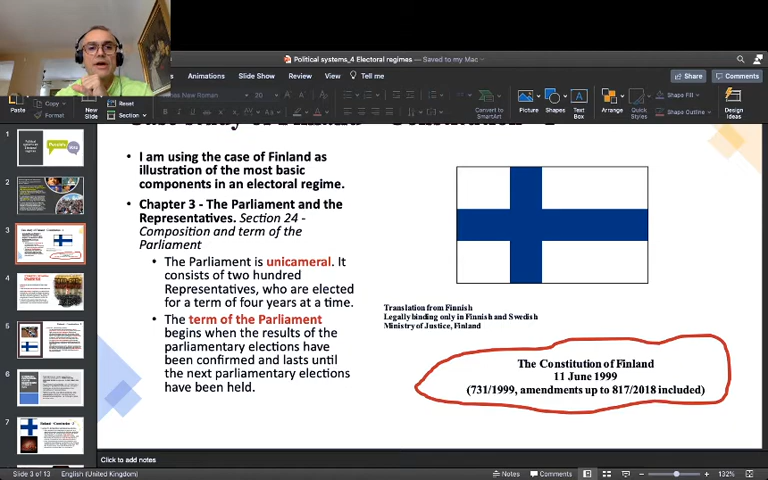 Political systems_4 Electoral regimes — Saved to my Mac
Animations Slide Show Review View Tell me
Share Comments
Paste Copy Format New Slide Reset Section Convert to SmartArt Picture Shapes Text Box Arrange Quick Styles Shape Fill Shape Outline Design Ideas
• I am using the case of Finland as
illustration of the most basic
components in an electoral regime.
• Chapter 3 - The Parliament and the
Representatives. Section 24 -
Composition and term of the
Parliament
• The Parliament is unicameral. It
consists of two hundred
Representatives, who are elected
for a term of four years at a time.
• The term of the Parliament
begins when the results of the
parliamentary elections have
been confirmed and lasts until
the next parliamentary elections
have been held.
Translation from Finnish
Legally binding only in Finnish and Swedish
Ministry of Justice, Finland
The Constitution of Finland
11 June 1999
(731/1999, amendments up to 817/2018 included)
1
2
3
4
5
6
7
Click to add notes
Slide 3 of 13 English (United Kingdom) Notes Comments 132%